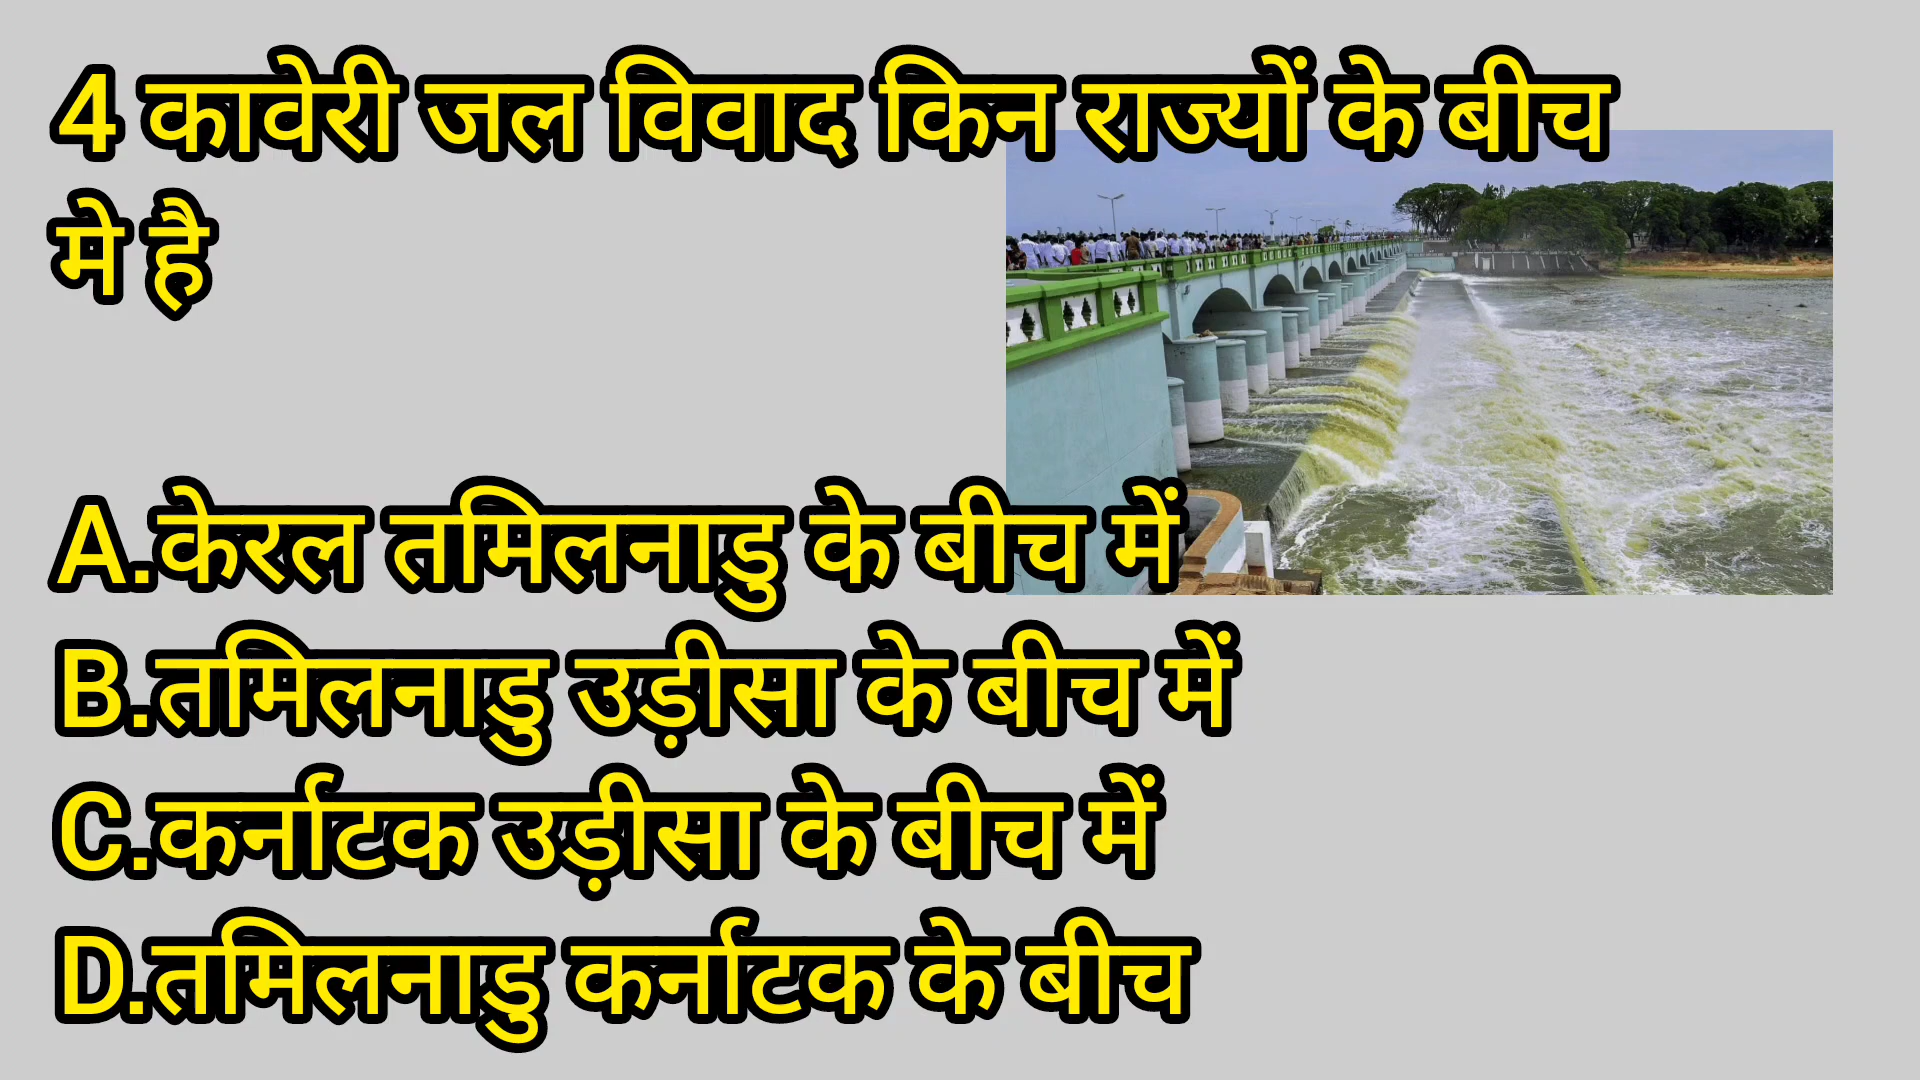 4 कावेरी जल विवाद किन राज्यों के बीच
मे है
A.केरल तमिलनाडु के बीच में
B.तमिलनाडु उड़ीसा के बीच में
C.कर्नाटक उड़ीसा के बीच में
D.तमिलनाडु कर्नाटक के बीच